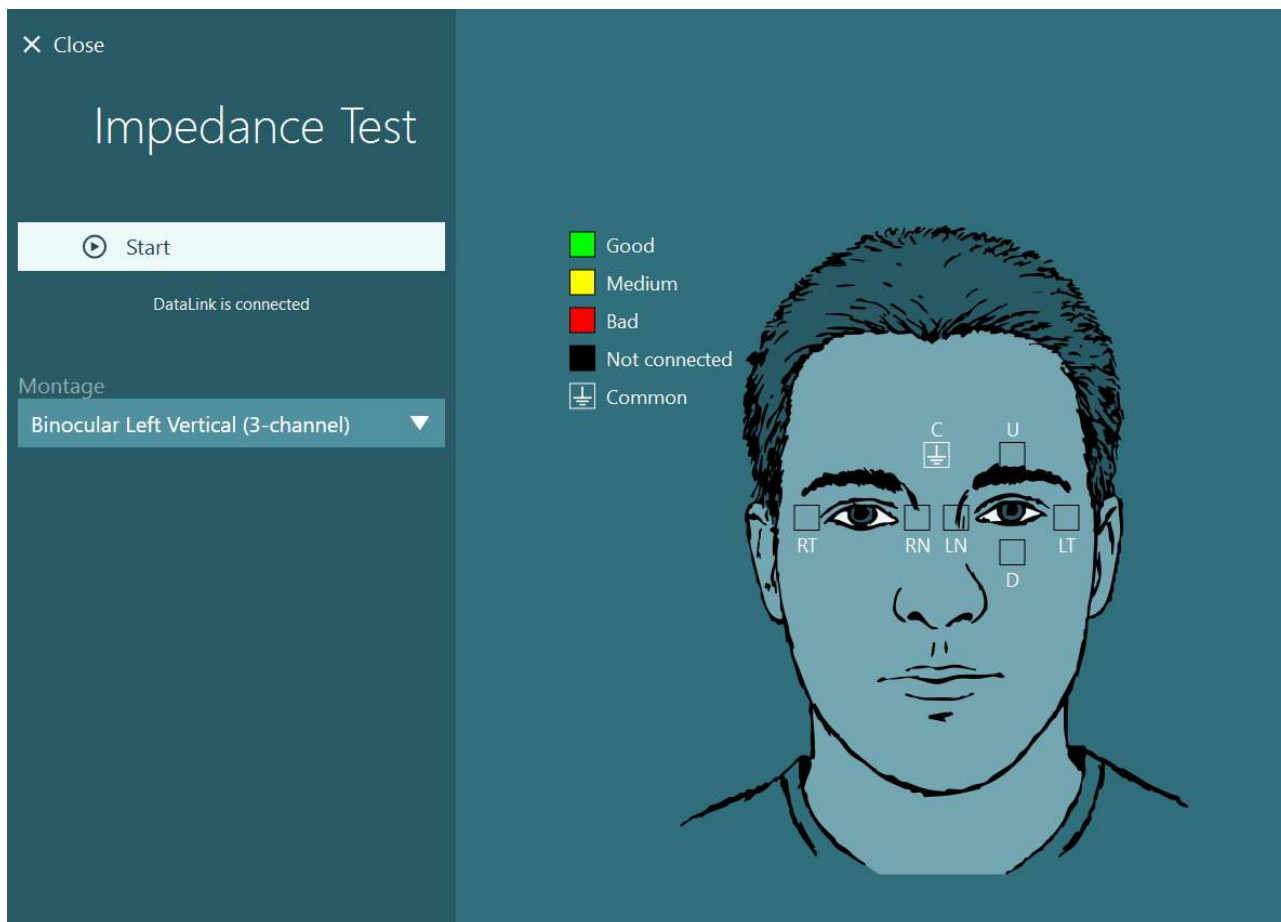 Close
Impedance Test
Start
DataLink is connected
Montage
Binocular Left Vertical (3-channel)
Good
Medium
Bad
Not connected
Common
C U
RT RN LN LT
D